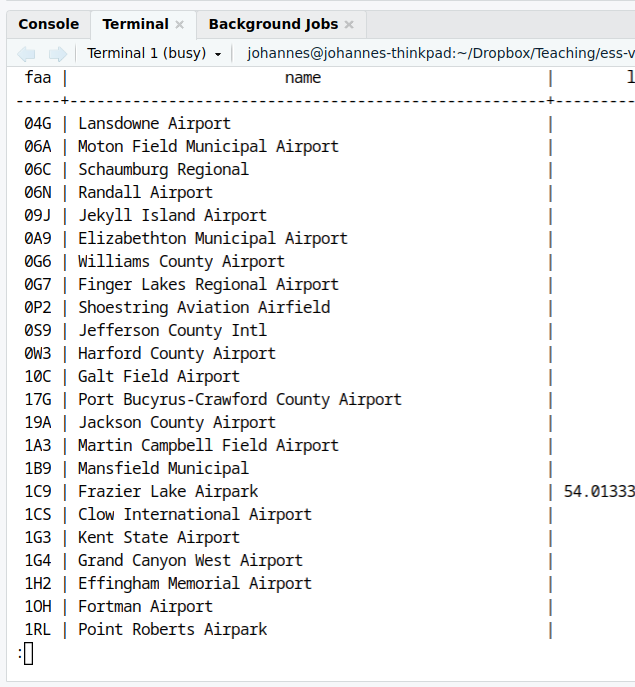 Console Terminal × Background Jobs ×
Terminal 1 (busy) johannes@johannes-thinkpad:~/Dropbox/Teaching/ess-v
faa | name | l
-----+-----------------------------------------------------+---------
04G | Lansdowne Airport |
06A | Moton Field Municipal Airport |
06C | Schaumburg Regional |
06N | Randall Airport |
09J | Jekyll Island Airport |
0A9 | Elizabethton Municipal Airport |
0G6 | Williams County Airport |
0G7 | Finger Lakes Regional Airport |
0P2 | Shoestring Aviation Airfield |
0S9 | Jefferson County Intl |
0W3 | Harford County Airport |
10C | Galt Field Airport |
17G | Port Bucyrus-Crawford County Airport |
19A | Jackson County Airport |
1A3 | Martin Campbell Field Airport |
1B9 | Mansfield Municipal |
1C9 | Frazier Lake Airpark | 54.01333
1CS | Clow International Airport |
1G3 | Kent State Airport |
1G4 | Grand Canyon West Airport |
1H2 | Effingham Memorial Airport |
1OH | Fortman Airport |
1RL | Point Roberts Airpark |
: